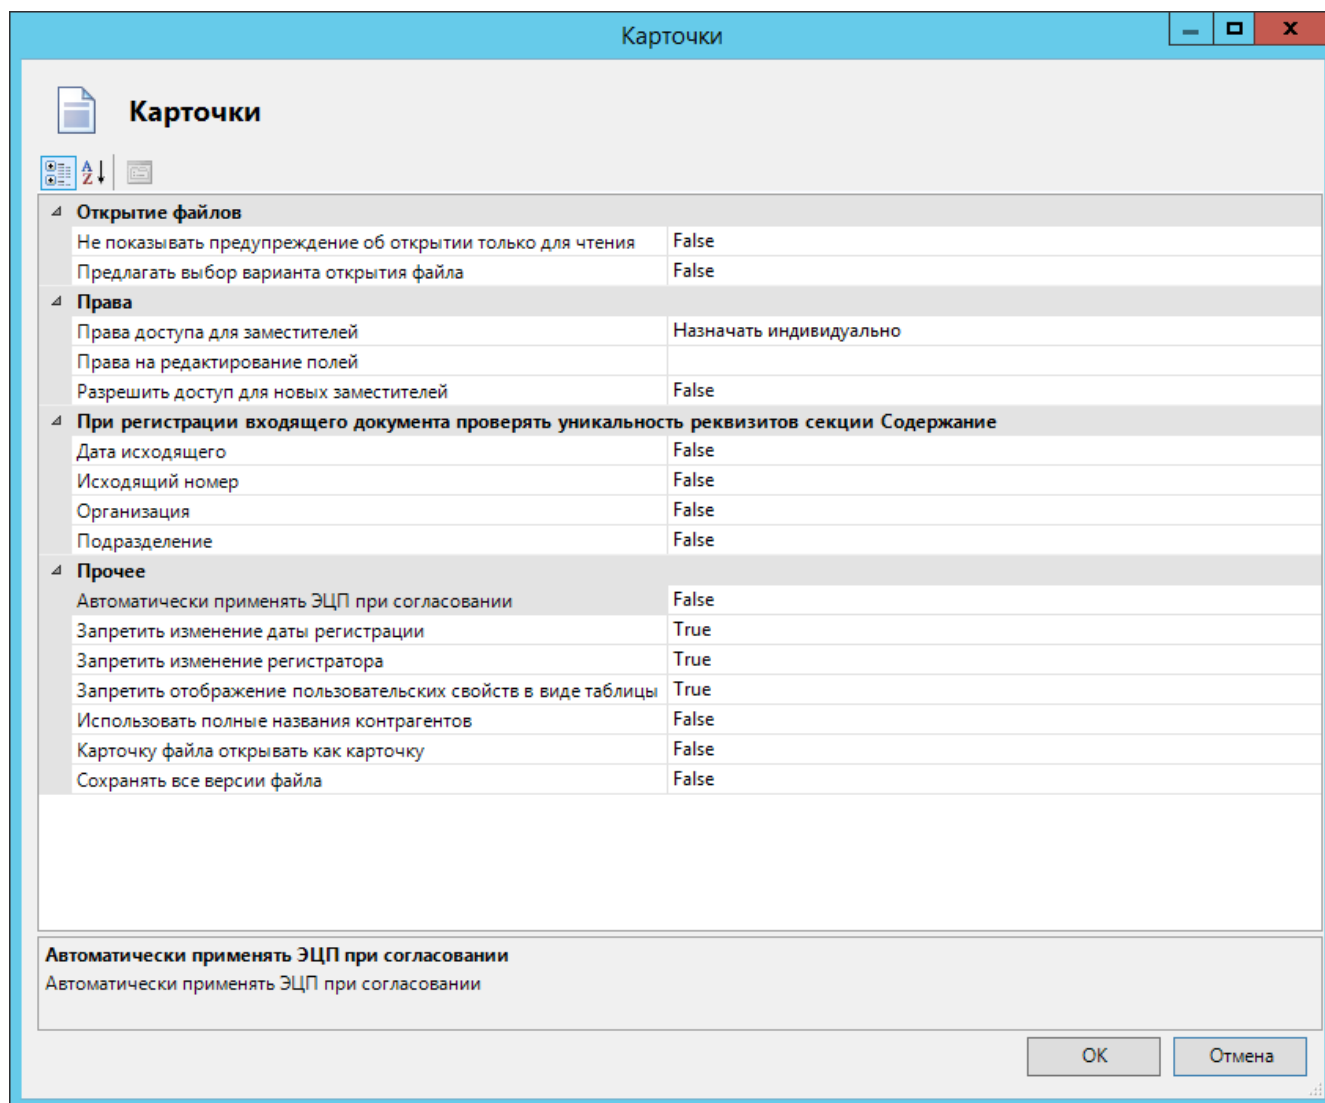 Карточки
Карточки
Открытие файлов
Не показывать предупреждение об открытии только для чтения False
Предлагать выбор варианта открытия файла False
Права
Права доступа для заместителей Назначать индивидуально
Права на редактирование полей
Разрешить доступ для новых заместителей False
При регистрации входящего документа проверять уникальность реквизитов секции Содержание
Дата исходящего False
Исходящий номер False
Организация False
Подразделение False
Прочее
Автоматически применять ЭЦП при согласовании False
Запретить изменение даты регистрации True
Запретить изменение регистратора True
Запретить отображение пользовательских свойств в виде таблицы True
Использовать полные названия контрагентов False
Карточку файла открывать как карточку False
Сохранять все версии файла False
Автоматически применять ЭЦП при согласовании
Автоматически применять ЭЦП при согласовании
OK Отмена